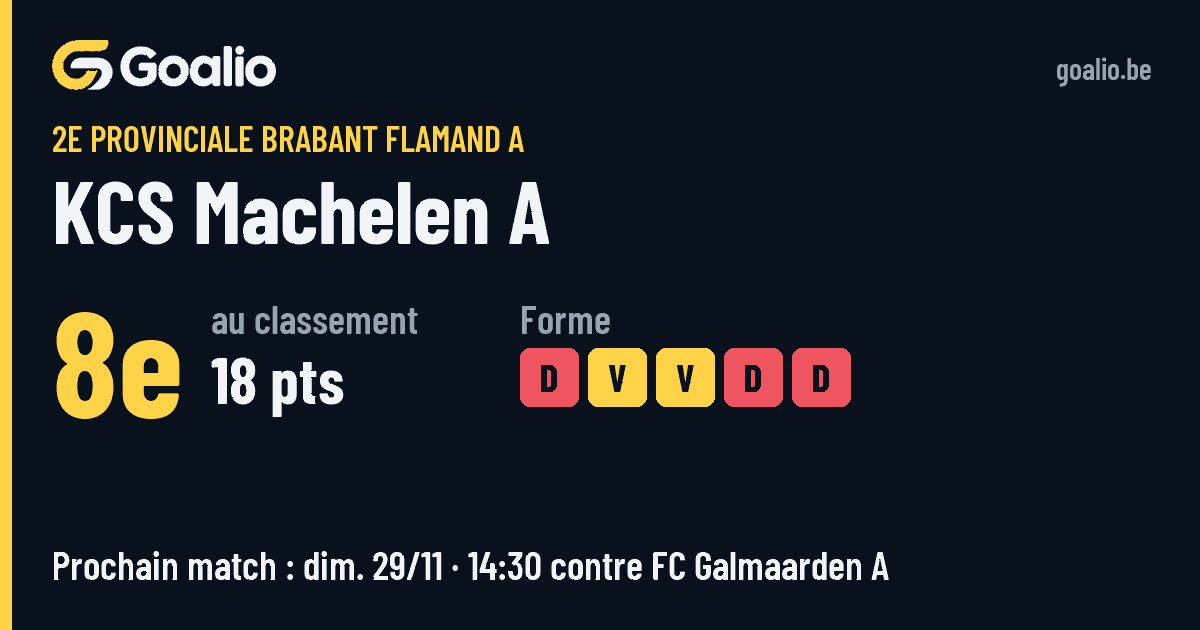 Goalio
goalio.be
2E PROVINCIALE BRABANT FLAMAND A
KCS Machelen A
8e
au classement
18 pts
Forme
D V V D D
Prochain match : dim. 29/11 · 14:30 contre FC Galmaarden A